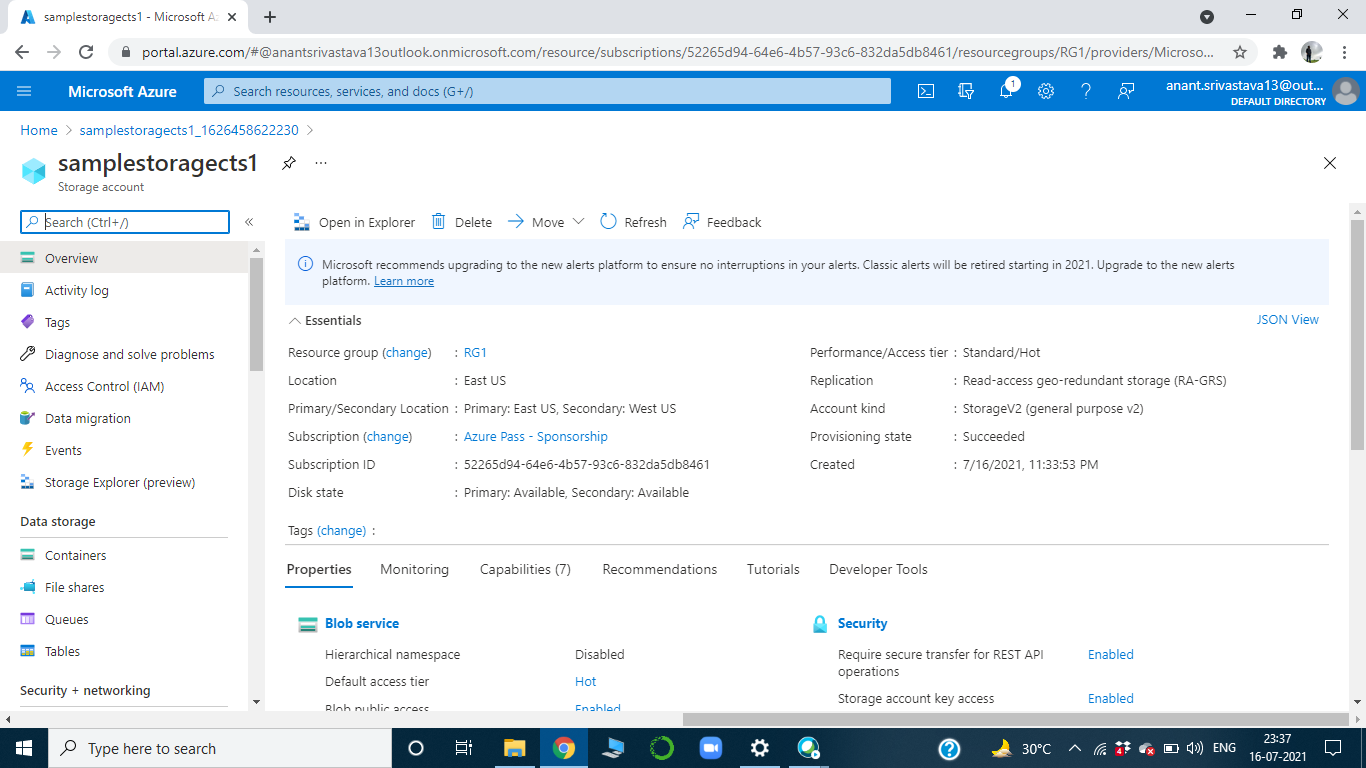 samplestoragects1 - Microsoft A
portal.azure.com/#@anantsrivastava13outlook.onmicrosoft.com/resource/subscriptions/52265d94-64e6-4b57-93c6-832da5db8461/resourcegroups/RG1/providers/Microso...
Microsoft Azure
Search resources, services, and docs (G+/)
1
anant.srivastava13@out...
DEFAULT DIRECTORY
Home > samplestoragects1_1626458622230 >
samplestoragects1
...
Storage account
Search (Ctrl+/)
«
Open in Explorer Delete Move Refresh Feedback
Overview
Activity log
Tags
Diagnose and solve problems
Access Control (IAM)
Data migration
Events
Storage Explorer (preview)
Data storage
Containers
File shares
Queues
Tables
Security + networking
Microsoft recommends upgrading to the new alerts platform to ensure no interruptions in your alerts. Classic alerts will be retired starting in 2021. Upgrade to the new alerts
platform. Learn more
Essentials
JSON View
Resource group (change) : RG1
Location : East US
Primary/Secondary Location : Primary: East US, Secondary: West US
Subscription (change) : Azure Pass - Sponsorship
Subscription ID : 52265d94-64e6-4b57-93c6-832da5db8461
Disk state : Primary: Available, Secondary: Available
Performance/Access tier : Standard/Hot
Replication : Read-access geo-redundant storage (RA-GRS)
Account kind : StorageV2 (general purpose v2)
Provisioning state : Succeeded
Created : 7/16/2021, 11:33:53 PM
Tags (change) :
Properties Monitoring Capabilities (7) Recommendations Tutorials Developer Tools
Blob service
Hierarchical namespace Disabled
Default access tier Hot
Blob public access Enabled
Security
Require secure transfer for REST API operations Enabled
Storage account key access Enabled
Type here to search
30°C
ENG
23:37
16-07-2021